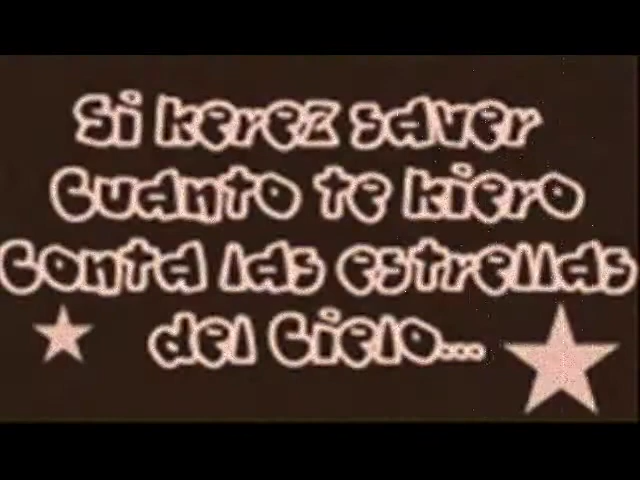 Si kerez saver
Cuanto te kiero
Conta las estrellas
del Cielo...